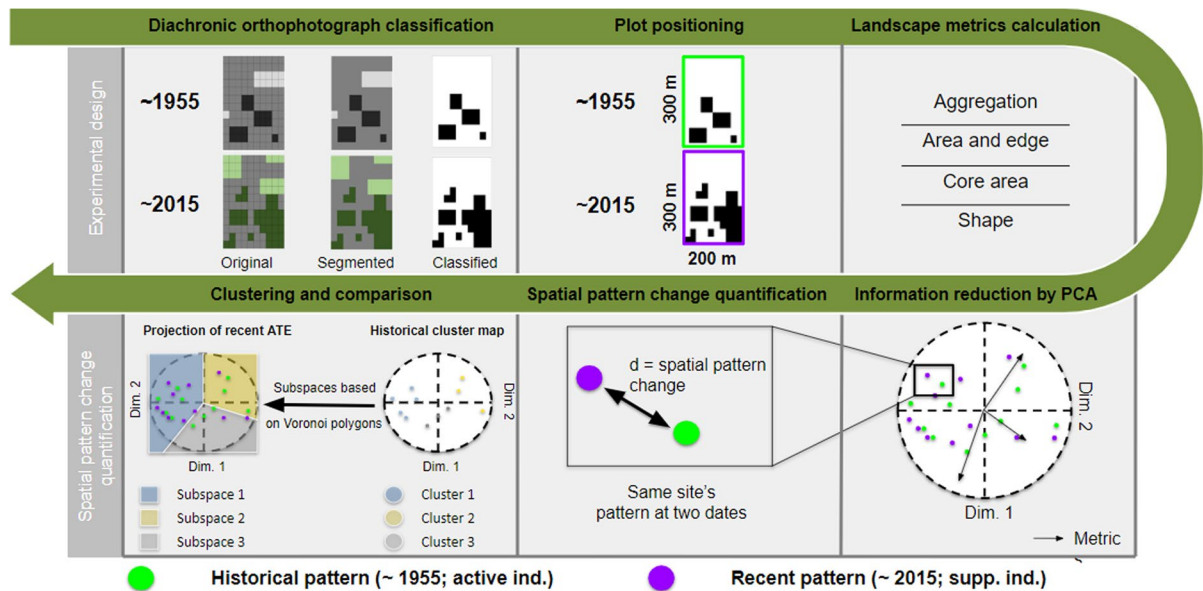 Diachronic orthophotograph classification
Plot positioning
Landscape metrics calculation
Experimental design
~1955
~2015
Original
Segmented
Classified
~1955
300 m
~2015
300 m
200 m
Aggregation
Area and edge
Core area
Shape
Clustering and comparison
Spatial pattern change quantification
Information reduction by PCA
Spatial pattern change
quantification
Projection of recent ATE
Dim. 2
Dim. 1
Subspaces based
on Voronoi polygons
Historical cluster map
Dim. 2
Dim. 1
Subspace 1
Subspace 2
Subspace 3
Cluster 1
Cluster 2
Cluster 3
d = spatial pattern
change
Same site's
pattern at two dates
Dim. 2
Dim. 1
Metric
Historical pattern (~ 1955; active ind.)
Recent pattern (~ 2015; supp. ind.)